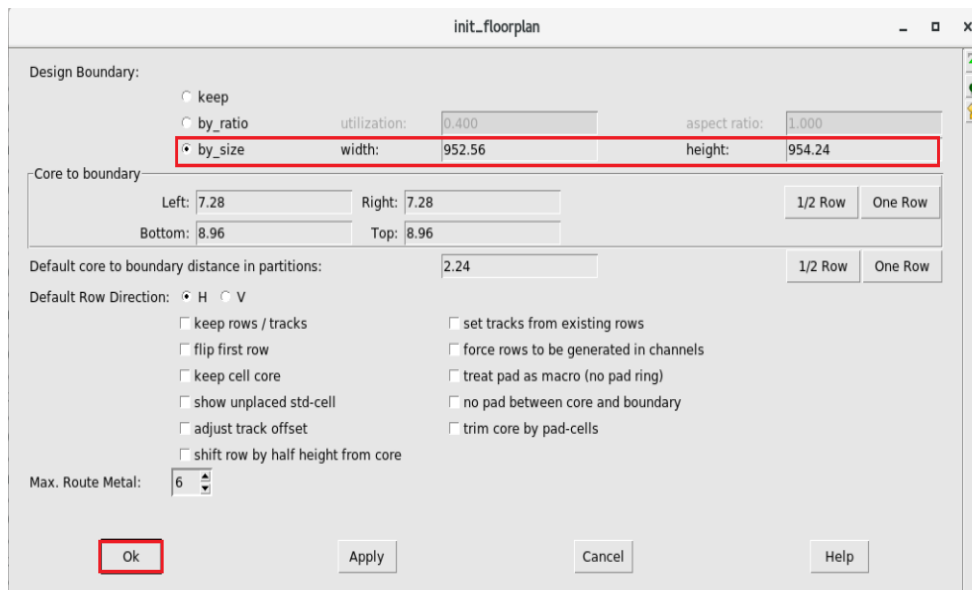 init_floorplan
Design Boundary:
keep
by_ratio utilization: 0.400 aspect ratio: 1.000
by_size width: 952.56 height: 954.24
Core to boundary
Left: 7.28 Right: 7.28 1/2 Row One Row
Bottom: 8.96 Top: 8.96
Default core to boundary distance in partitions: 2.24 1/2 Row One Row
Default Row Direction: H V
keep rows / tracks set tracks from existing rows
flip first row force rows to be generated in channels
keep cell core treat pad as macro (no pad ring)
show unplaced std-cell no pad between core and boundary
adjust track offset trim core by pad-cells
shift row by half height from core
Max. Route Metal: 6
Ok Apply Cancel Help